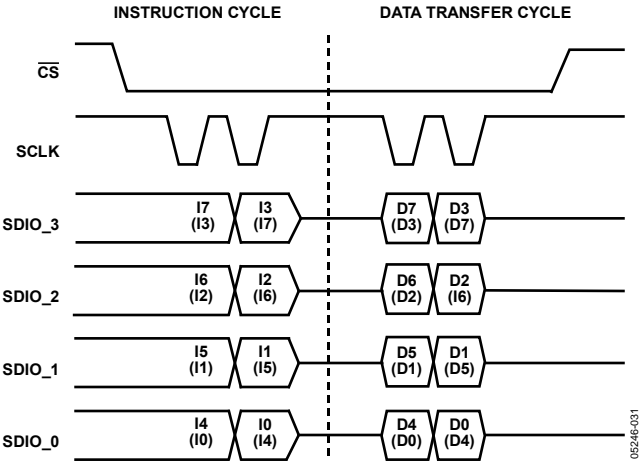 INSTRUCTION CYCLE DATA TRANSFER CYCLE
CS
SCLK
SDIO_3 I7 I3 D7 D3
(I3) (I7) (D3) (D7)
SDIO_2 I6 I2 D6 D2
(I2) (I6) (D2) (I6)
SDIO_1 I5 I1 D5 D1
(I1) (I5) (D1) (D5)
SDIO_0 I4 I0 D4 D0
(I0) (I4) (D0) (D4)
05246-031